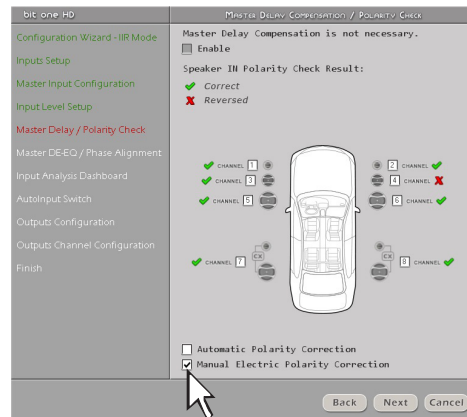 bit one HD
Master Delay Compensation / Polarity Check
Configuration Wizard - IIR Mode
Inputs Setup
Master Input Configuration
Input Level Setup
Master Delay / Polarity Check
Master DE-EQ / Phase Alignment
Input Analysis Dashboard
AutoInput Switch
Outputs Configuration
Outputs Channel Configuration
Finish
Master Delay Compensation is not necessary.
Enable
Speaker IN Polarity Check Result:
Correct
Reversed
CHANNEL 1
2 CHANNEL
CHANNEL 3
4 CHANNEL
CHANNEL 5
6 CHANNEL
CX
CX
CHANNEL 7
8 CHANNEL
Automatic Polarity Correction
Manual Electric Polarity Correction
Back Next Cancel